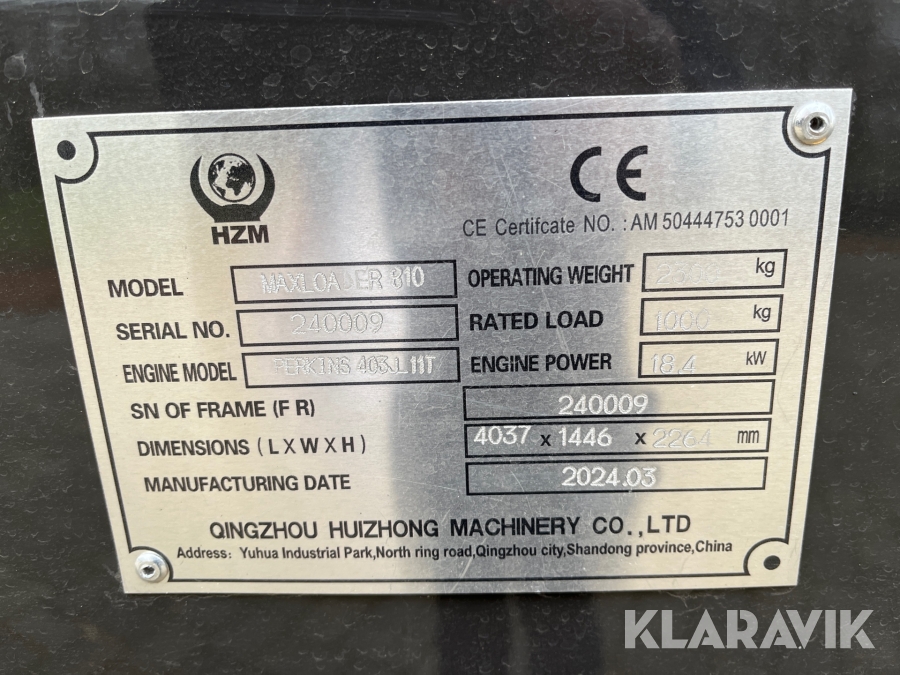 HZM
CE
CE Certifcate NO. : AM 50444753 0001
MODEL MAXLOADER 810
OPERATING WEIGHT kg
SERIAL NO. 240009
RATED LOAD 1000 kg
ENGINE MODEL PERKINS 403J L11T
ENGINE POWER 18.4 kW
SN OF FRAME (F R) 240009
DIMENSIONS (L X W X H) 4037 x 1446 x 2264 mm
MANUFACTURING DATE 2024.03
QINGZHOU HUIZHONG MACHINERY CO.,LTD
Address: Yuhua Industrial Park,North ring road,Qingzhou city,Shandong province,China
KLARAVIK